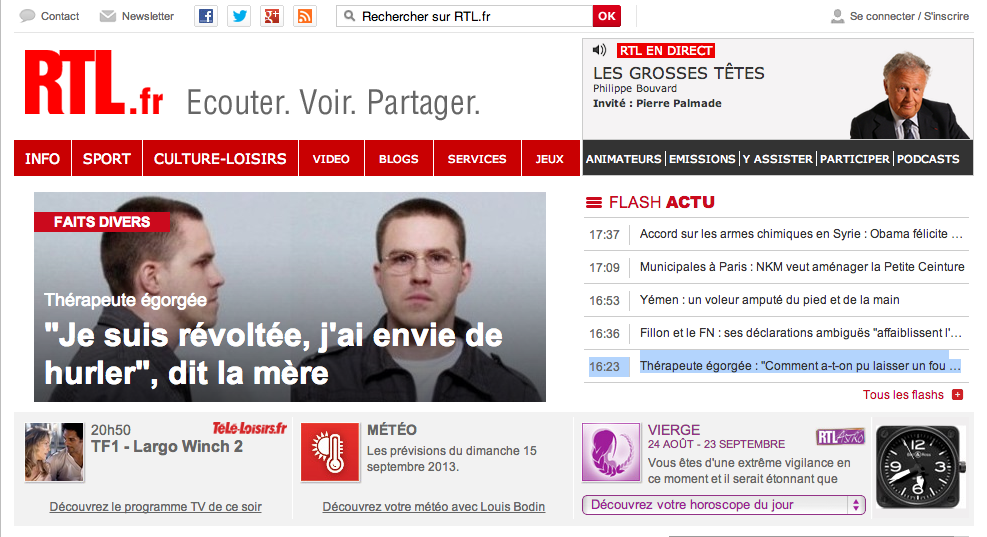 Contact
Newsletter
Rechercher sur RTL.fr
OK
Se connecter / S'inscrire
RTL.fr
Ecouter. Voir. Partager.
RTL EN DIRECT
LES GROSSES TÊTES
Philippe Bouvard
Invité : Pierre Palmade
INFO
SPORT
CULTURE-LOISIRS
VIDEO
BLOGS
SERVICES
JEUX
ANIMATEURS
EMISSIONS
Y ASSISTER
PARTICIPER
PODCASTS
FAITS DIVERS
Thérapeute égorgée
"Je suis révoltée, j'ai envie de
hurler", dit la mère
FLASH ACTU
17:37 Accord sur les armes chimiques en Syrie : Obama félicite ...
17:09 Municipales à Paris : NKM veut aménager la Petite Ceinture
16:53 Yémen : un voleur amputé du pied et de la main
16:36 Fillon et le FN : ses déclarations ambiguës "affaiblissent l'...
16:23 Thérapeute égorgée : "Comment a-t-on pu laisser un fou ...
Tous les flashs
20h50
Télé-Loisirs.fr
TF1 - Largo Winch 2
Découvrez le programme TV de ce soir
MÉTÉO
Les prévisions du dimanche 15
septembre 2013.
Découvrez votre météo avec Louis Bodin
VIERGE
24 AOÛT - 23 SEPTEMBRE
RTL Astro
Vous êtes d'une extrême vigilance en
ce moment et il serait étonnant que
Découvrez votre horoscope du jour